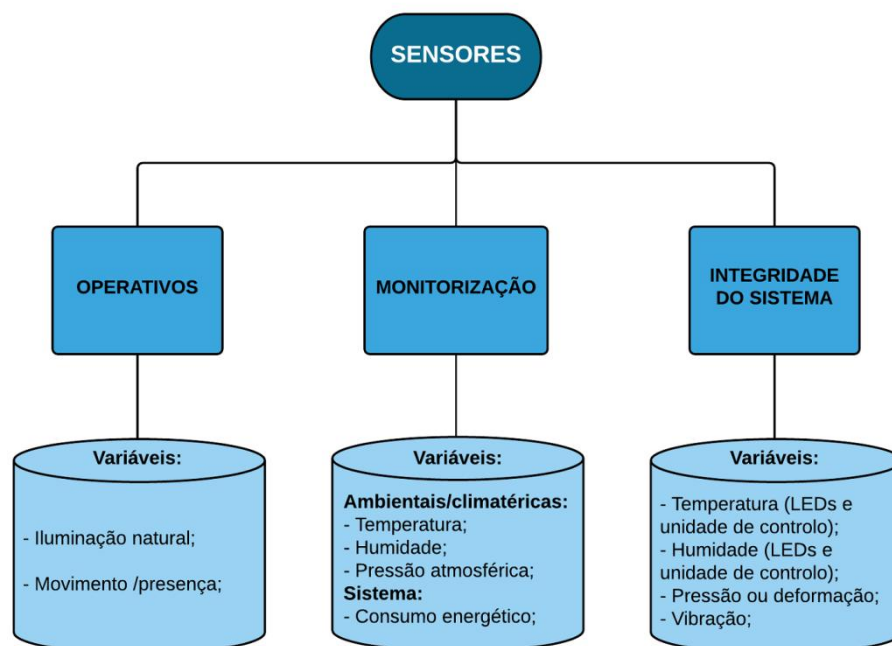 SENSORES
OPERATIVOS
MONITORIZAÇÃO
INTEGRIDADE
DO SISTEMA
Variáveis:
- Iluminação natural;
- Movimento /presença;
Variáveis:
Ambientais/climatéricas:
- Temperatura;
- Humidade;
- Pressão atmosférica;
Sistema:
- Consumo energético;
Variáveis:
- Temperatura (LEDs e
unidade de controlo);
- Humidade (LEDs e
unidade de controlo);
- Pressão ou deformação;
- Vibração;